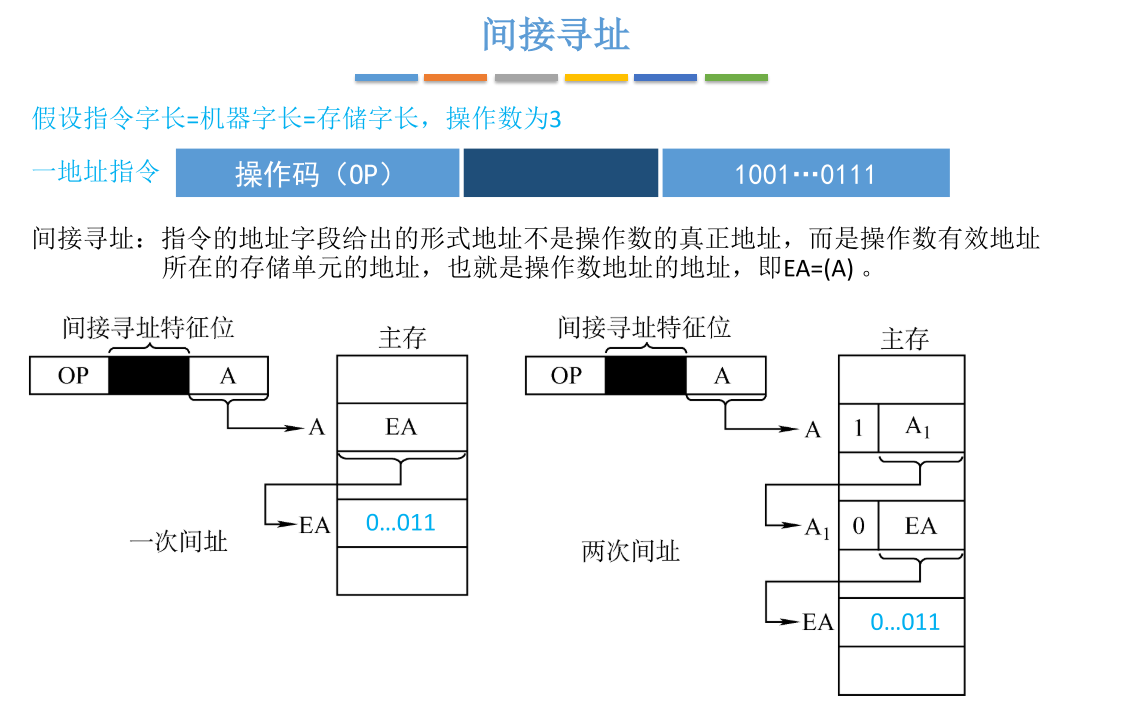 间接寻址
假设指令字长=机器字长=存储字长，操作数为3
一地址指令 操作码（OP） 1001…0111
间接寻址：指令的地址字段给出的形式地址不是操作数的真正地址，而是操作数有效地址
所在的存储单元的地址，也就是操作数地址的地址，即EA=(A) 。
间接寻址特征位
主存
OP A
A EA
EA 0...011
一次间址
间接寻址特征位
主存
OP A
A 1 A1
A1 0 EA
两次间址
EA 0...011